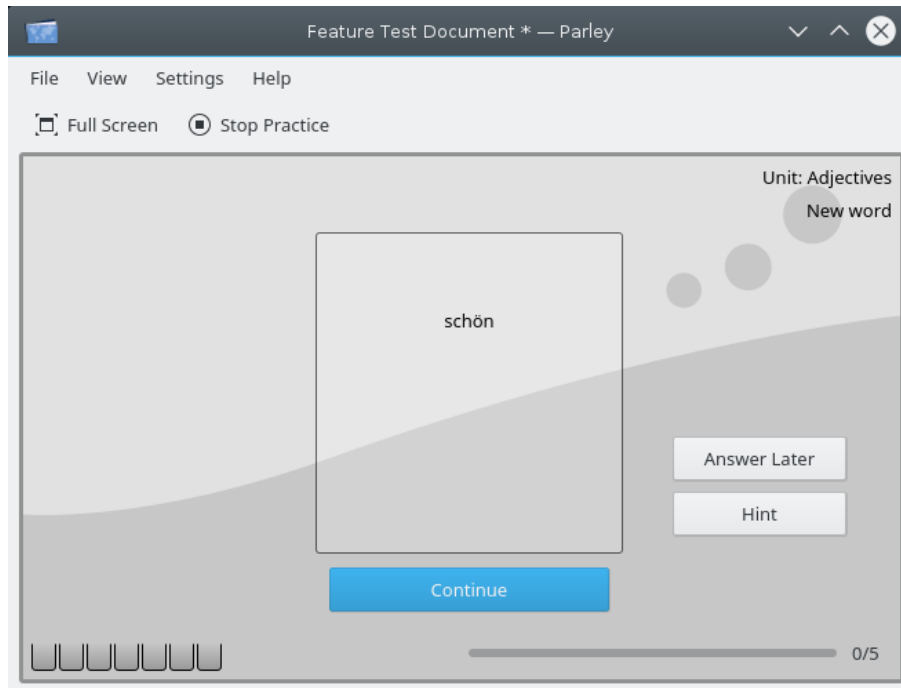 Feature Test Document * — Parley
File View Settings Help
Full Screen Stop Practice
Unit: Adjectives
New word
schön
Answer Later
Hint
Continue
0/5